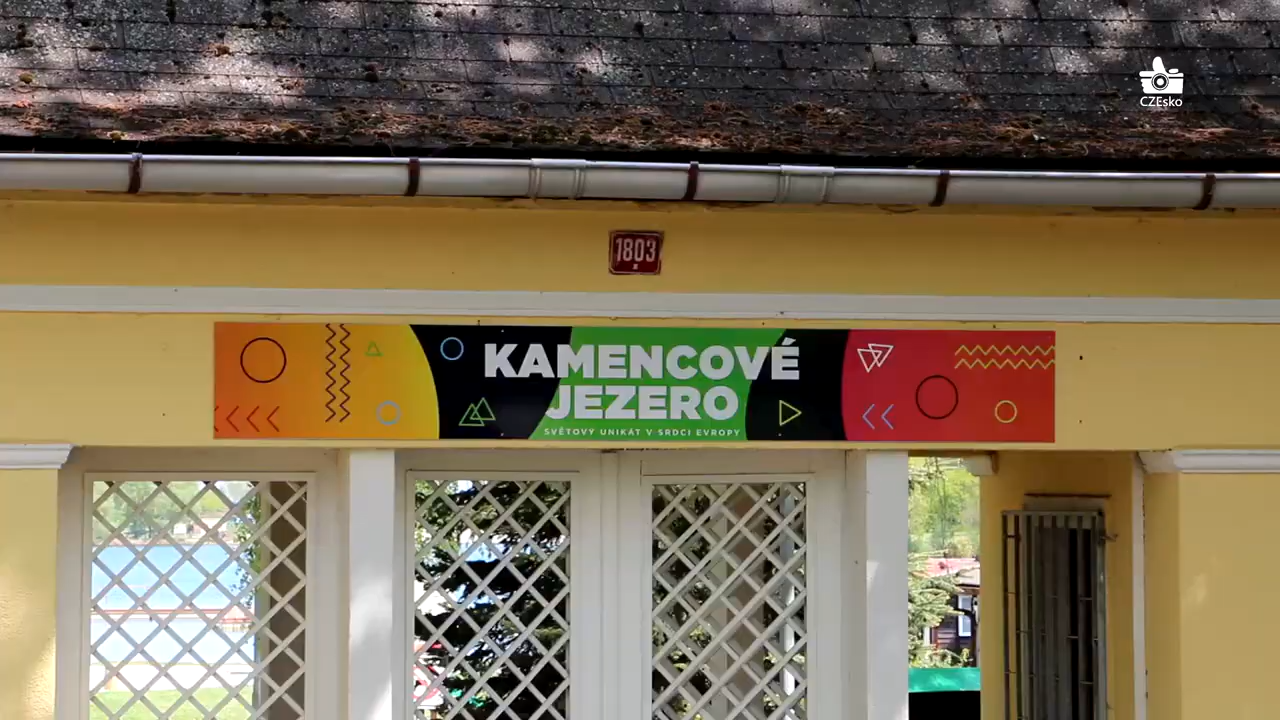 CZEsko
1803
KAMENCOVÉ
JEZERO
SVĚTOVÝ UNIKÁT V SRDCI EVROPY